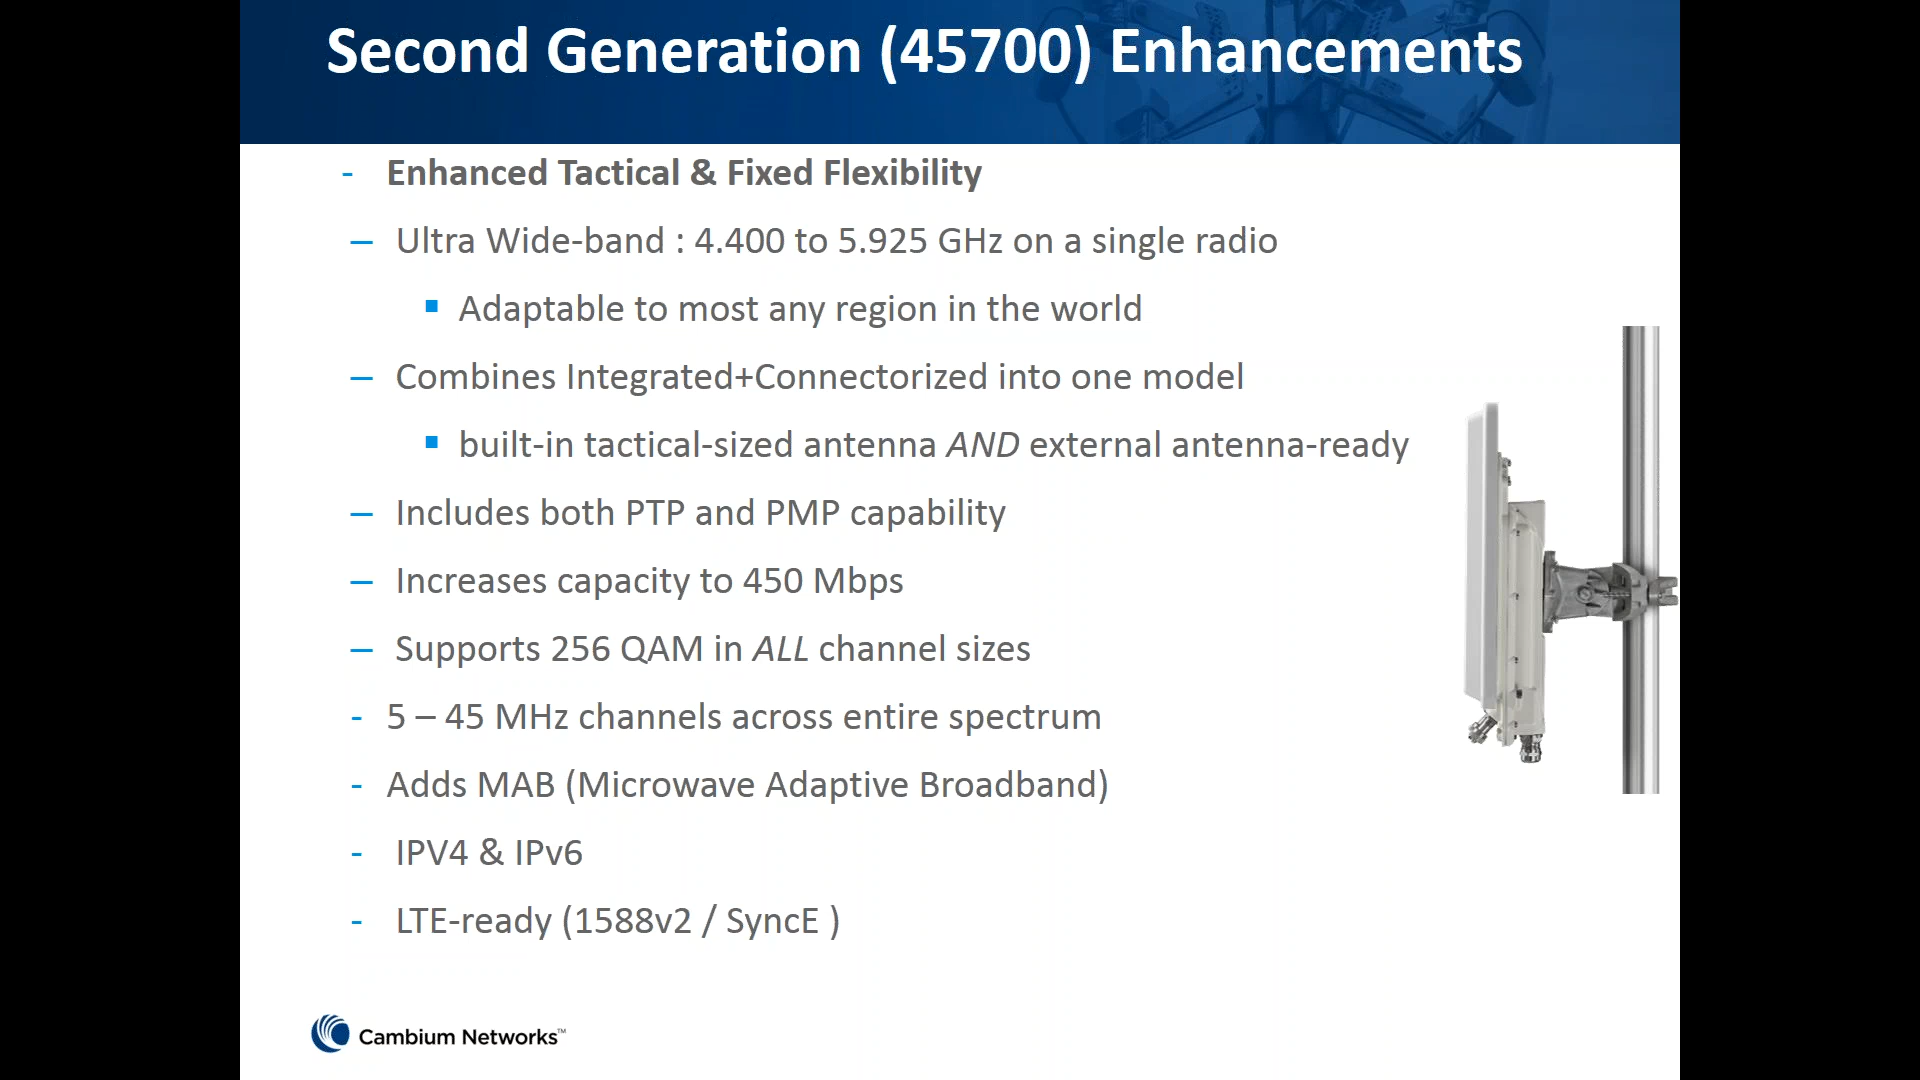 Second Generation (45700) Enhancements
- Enhanced Tactical & Fixed Flexibility
– Ultra Wide-band : 4.400 to 5.925 GHz on a single radio
▪ Adaptable to most any region in the world
– Combines Integrated+Connectorized into one model
▪ built-in tactical-sized antenna AND external antenna-ready
– Includes both PTP and PMP capability
– Increases capacity to 450 Mbps
– Supports 256 QAM in ALL channel sizes
- 5 – 45 MHz channels across entire spectrum
- Adds MAB (Microwave Adaptive Broadband)
- IPV4 & IPv6
- LTE-ready (1588v2 / SyncE )
Cambium Networks™